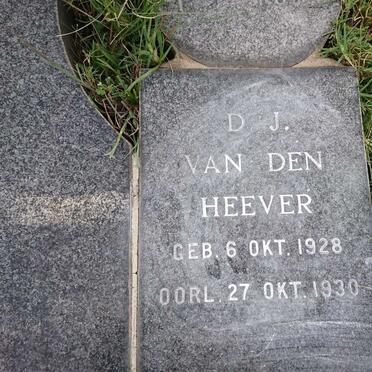 D J.
VAN DEN
HEEVER
GEB. 6 OKT. 1928
OORL. 27 OKT. 1930